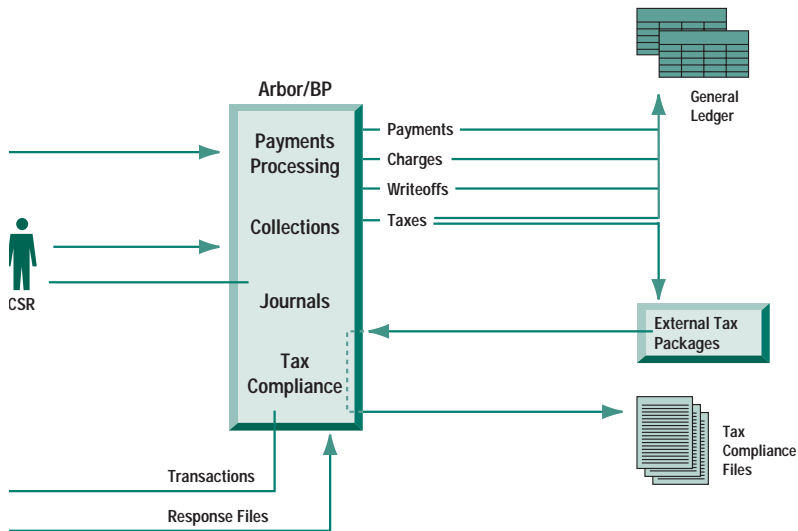 Arbor/BP
General
Ledger
Payments
Processing
Collections
Journals
Tax
Compliance
Payments
Charges
Writeoffs
Taxes
CSR
External Tax
Packages
Tax
Compliance
Files
Transactions
Response Files